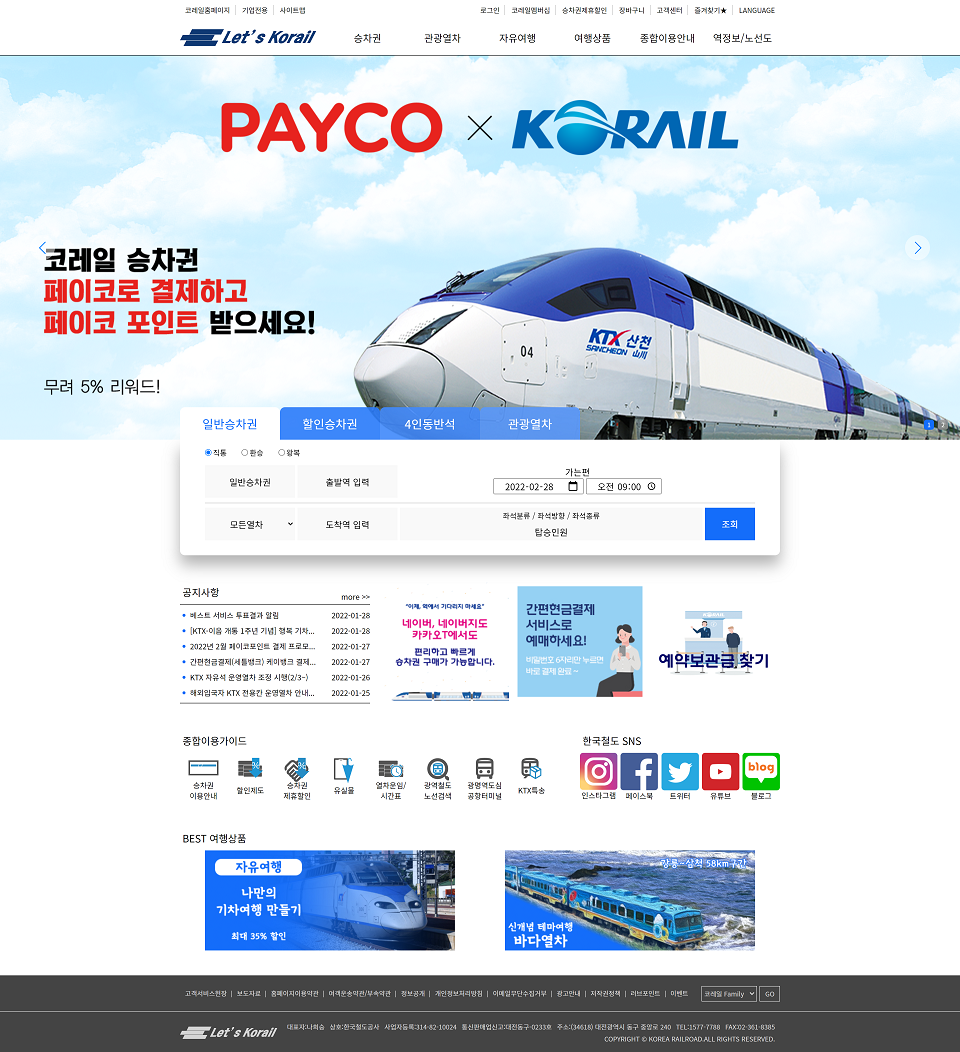 코레일홈페이지 기업전용 사이트맵
로그인 코레일멤버십 승차권제휴할인 장바구니 고객센터 즐겨찾기★ LANGUAGE
Let's Korail 승차권 관광열차 자유여행 여행상품 종합이용안내 역정보/노선도
PAYCO × KORAIL
코레일 승차권
페이코로 결제하고
페이코 포인트 받으세요!
무려 5% 리워드!
04
KTX 산천
SANCHEON 山川
1 2
일반승차권 할인승차권 4인동반석 관광열차
직통 환승 왕복
일반승차권 출발역 입력
가는편
2022-02-28 오전 09:00
모든열차 도착역 입력
좌석분류 / 좌석방향 / 좌석종류
탑승인원
조회
공지사항 more >>
베스트 서비스 투표결과 알림 2022-01-28
[KTX-이음 개통 1주년 기념] 행복 기차... 2022-01-28
2022년 2월 페이코포인트 결제 프로모... 2022-01-27
간편현금결제(세틀뱅크) 케이뱅크 결제... 2022-01-27
KTX 자유석 운영열차 조정 시행(2/3~) 2022-01-26
해외입국자 KTX 전용칸 운영열차 안내... 2022-01-25
"이제, 역에서 기다리지 마세요"
네이버, 네이버지도
카카오T에서도
편리하고 빠르게
승차권 구매가 가능합니다.
간편현금결제
서비스로
예매하세요!
비밀번호 6자리만 누르면
바로 결제 완료~
KORAIL
예약보관금 찾기
종합이용가이드
승차권
이용안내
할인제도
승차권
제휴할인
유실물
열차운임/
시간표
광역철도
노선검색
광명역도심
공항터미널
KTX특송
한국철도 SNS
blog
인스타그램 페이스북 트위터 유튜브 블로그
BEST 여행상품
자유여행
나만의
기차여행 만들기
최대 35% 할인
강릉~삼척 58km구간
신개념 테마여행
바다열차
고객서비스헌장 | 보도자료 | 홈페이지이용약관 | 여객운송약관/부속약관 | 정보공개 | 개인정보처리방침 | 이메일무단수집거부 | 광고안내 | 저작권정책 | 러브포인트 | 이벤트 코레일 Family GO
Let's Korail 대표자:나희승 상호:한국철도공사 사업자등록:314-82-10024 통신판매업신고:대전동구-0233호 주소:(34618) 대전광역시 동구 중앙로 240 TEL:1577-7788 FAX:02-361-8385
COPYRIGHT © KOREA RAILROAD.ALL RIGHTS RESERVED.